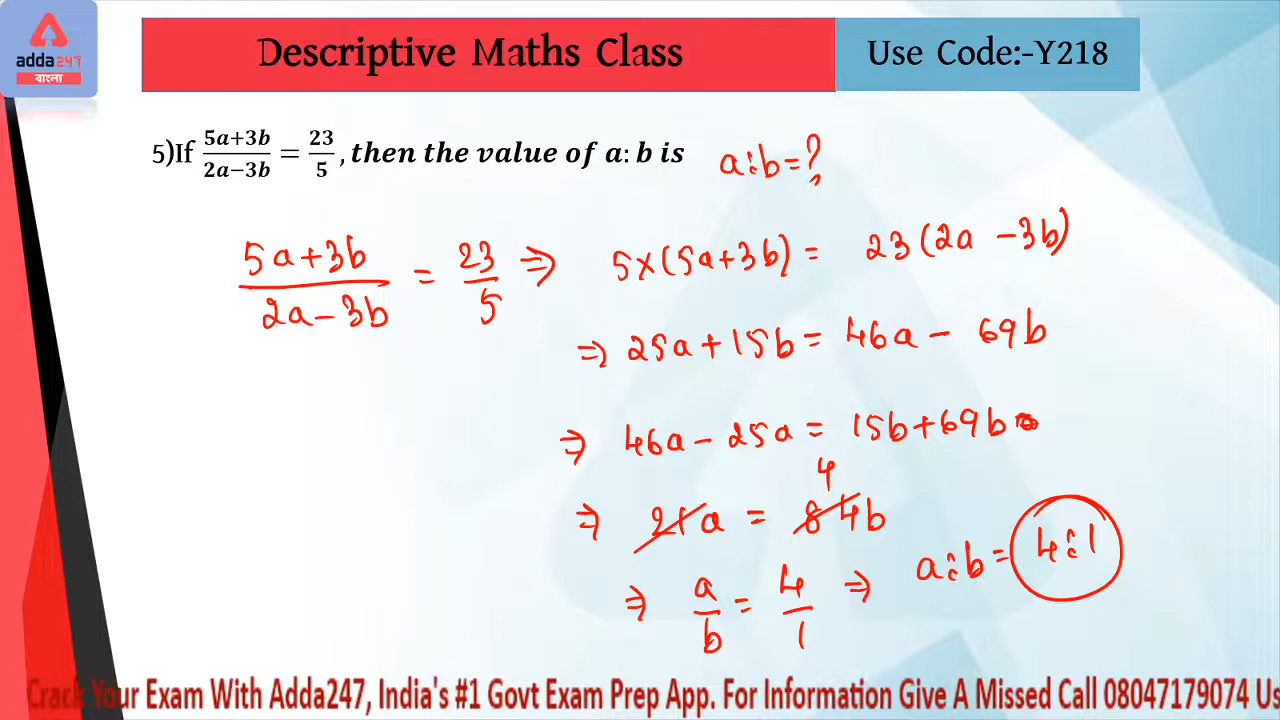 adda247
বাংলা
Descriptive Maths Class
Use Code:-Y218
5)If (5a+3b)/(2a−3b) = 23/5, then the value of a: b is
a:b=?
(5a+3b)/(2a−3b) = 23/5 ⇒ 5×(5a+3b) = 23(2a −3b)
⇒ 25a+15b = 46a − 69b
⇒ 46a − 25a = 15b+69b
4
⇒ 21a = 84b
⇒ a/b = 4/1 ⇒ a:b = 4:1
Crack Your Exam With Adda247, India's #1 Govt Exam Prep App. For Information Give A Missed Call 08047179074 Us